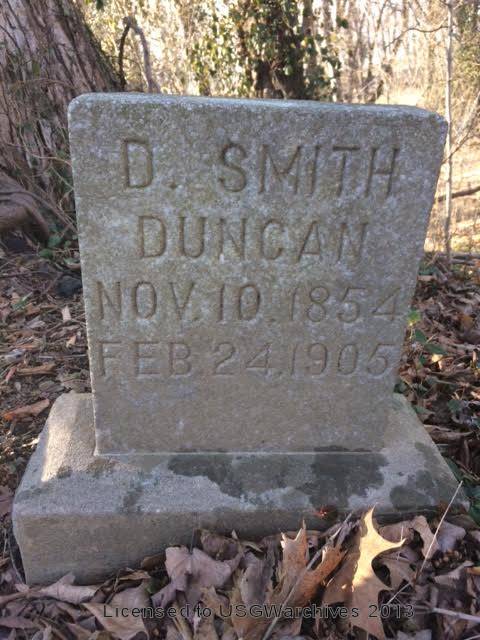 D. SMITH
DUNCAN
NOV. 10. 1854
FEB 24. 1905
Licensed to USGWarchives 2013